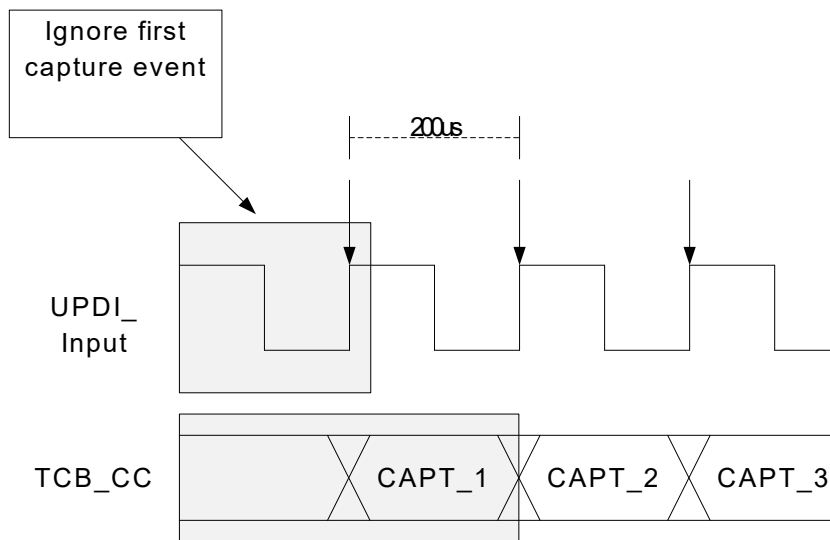 Ignore first
capture event
200us
UPDI_
Input
TCB_CC
CAPT_1
CAPT_2
CAPT_3